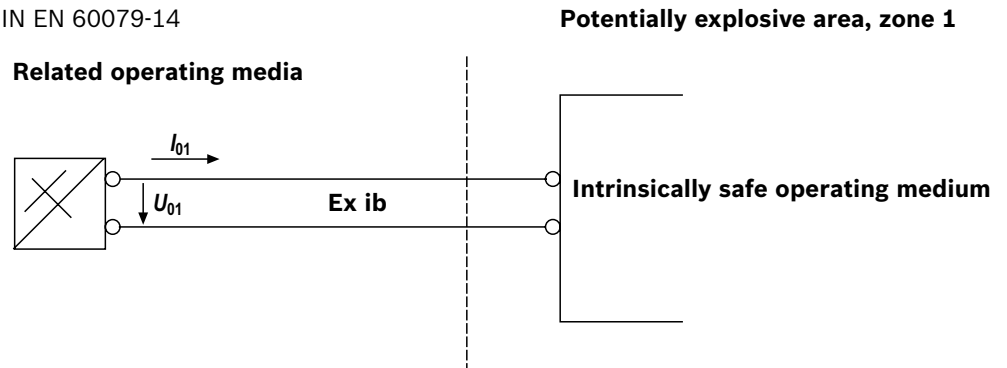 IN EN 60079-14
Potentially explosive area, zone 1
Related operating media
I01
U01
Ex ib
Intrinsically safe operating medium